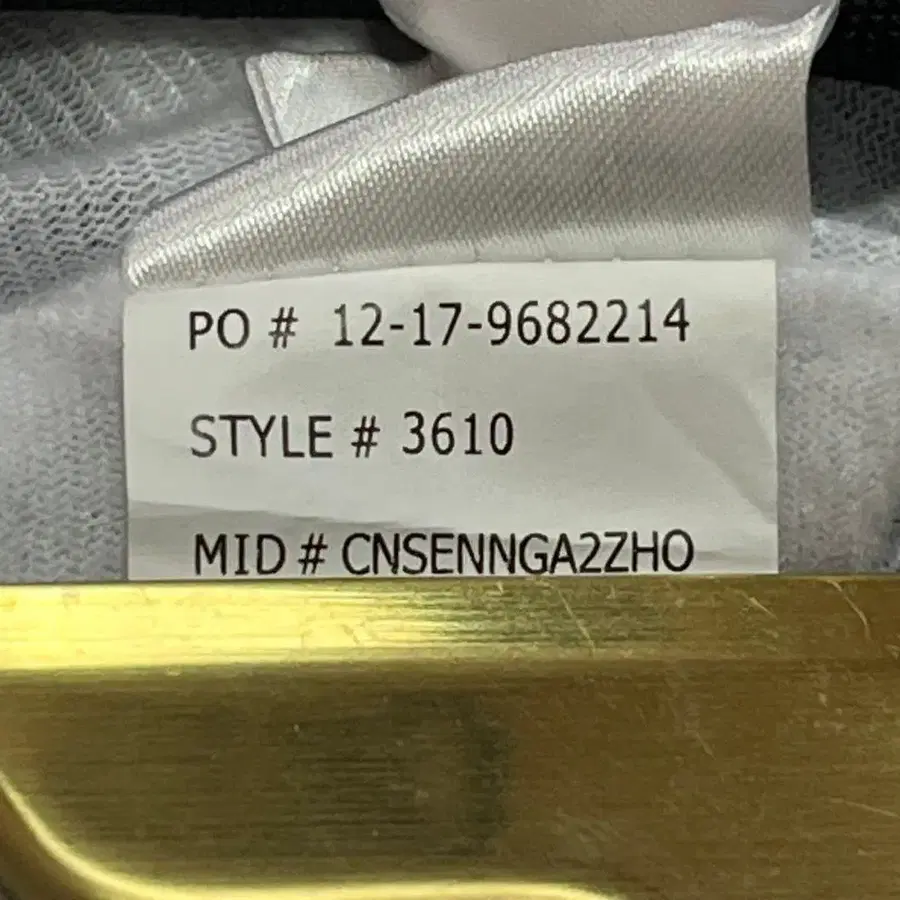 PO # 12-17-9682214
STYLE # 3610
MID # CNSENNGA2ZHO